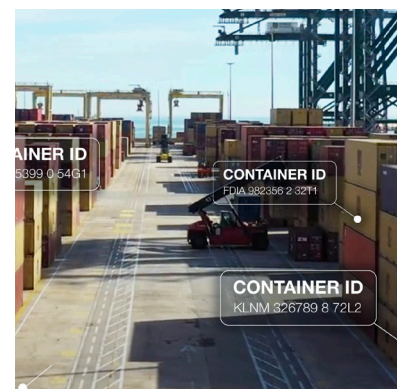 AINER ID
5399 0 54G1
CONTAINER ID
FDIA 982356 2 32T1
CONTAINER ID
KLNM 326789 8 72L2